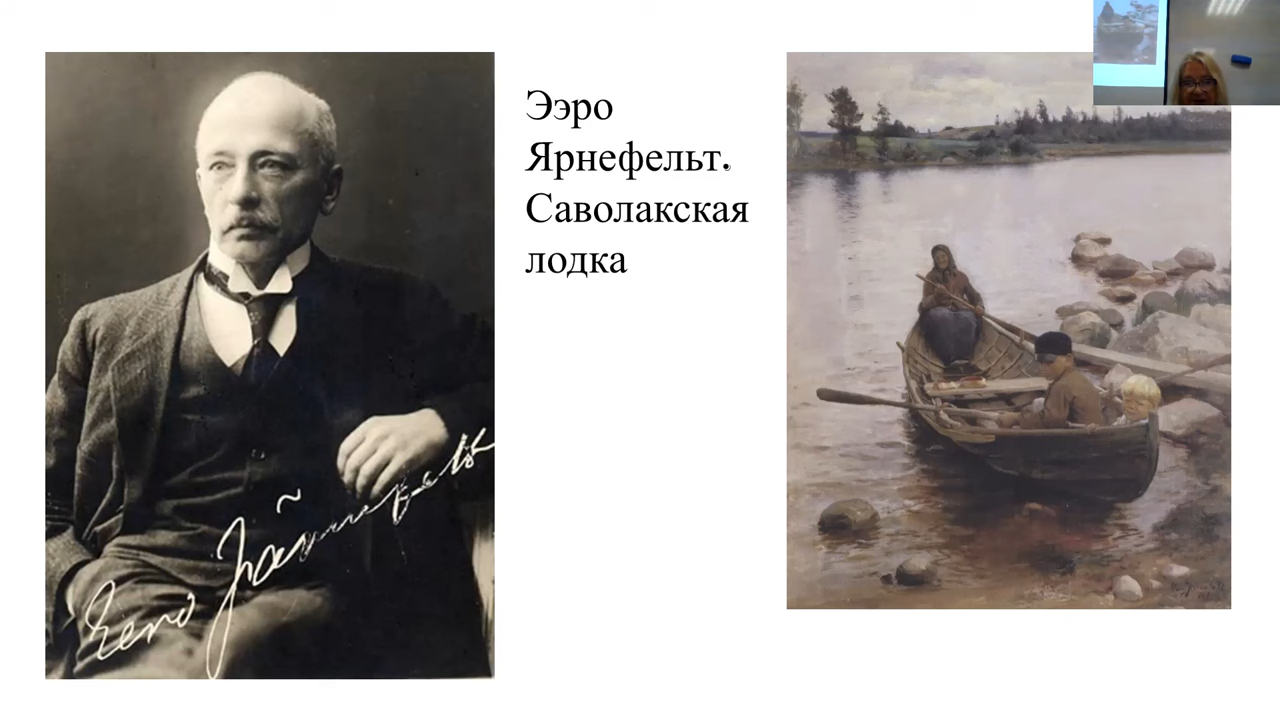 Ээро
Ярнефельт.
Саволакская
лодка
Eero Järnefelt